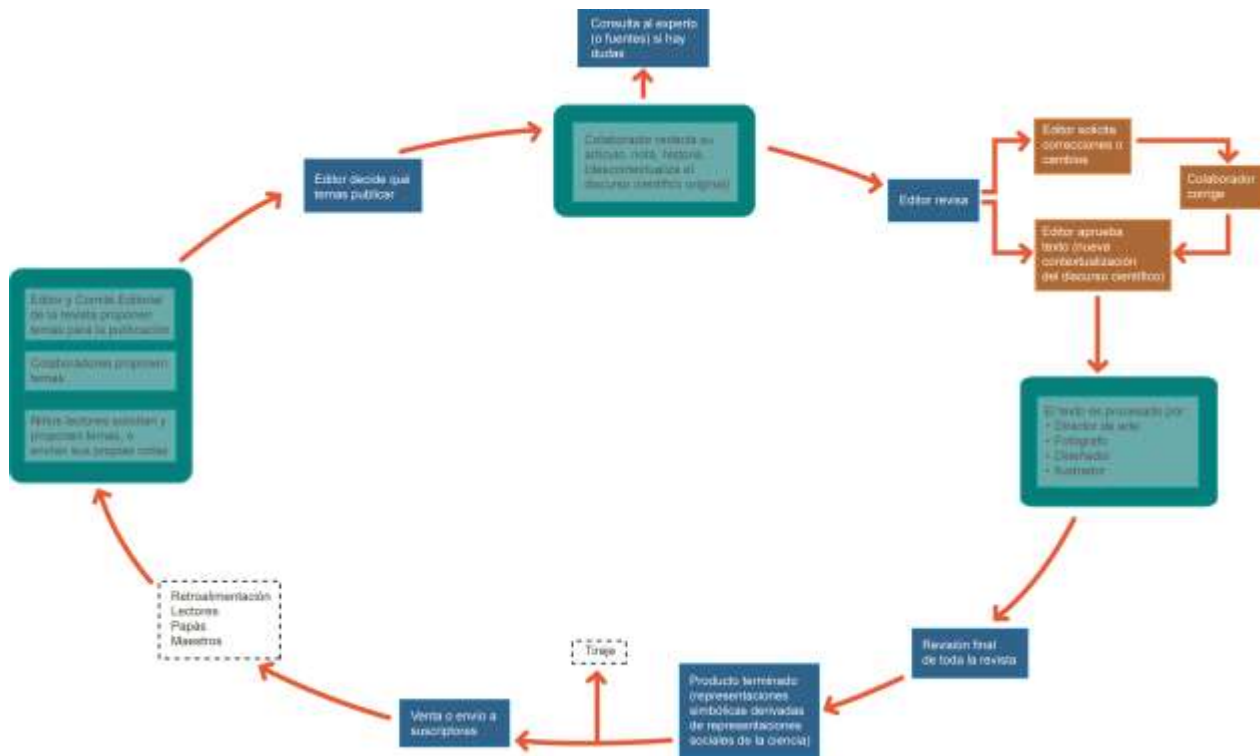 Consulta al experto
(o fuentes) si hay
dudas
Colaborador redacta su
artículo, nota, historia
(descontextualiza el
discurso científico original)
Editor decide qué
temas publicar
Editor revisa
Editor solicita
correcciones o
cambios
Colaborador
corrige
Editor aprueba
texto (nueva
contextualización
del discurso científico)
Editor y Comité Editorial
de la revista proponen
temas para la publicación
Colaboradores proponen
temas
Niños lectores solicitan y
proponen temas, o
envían sus propias notas
El texto es procesado por:
• Director de arte
• Fotógrafo
• Diseñador
• Ilustrador
Retroalimentación
Lectores
Papás
Maestros
Tiraje
Revisión final
de toda la revista
Producto terminado
(representaciones
simbólicas derivadas
de representaciones
sociales de la ciencia)
Venta o envío a
suscriptores